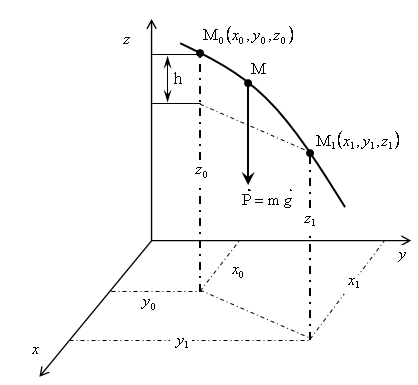 z
M₀(x₀,y₀,z₀)
M
h
M₁(x₁,y₁,z₁)
z₀
P = m g
z₁
y
x₀
x₁
y₀
x
y₁